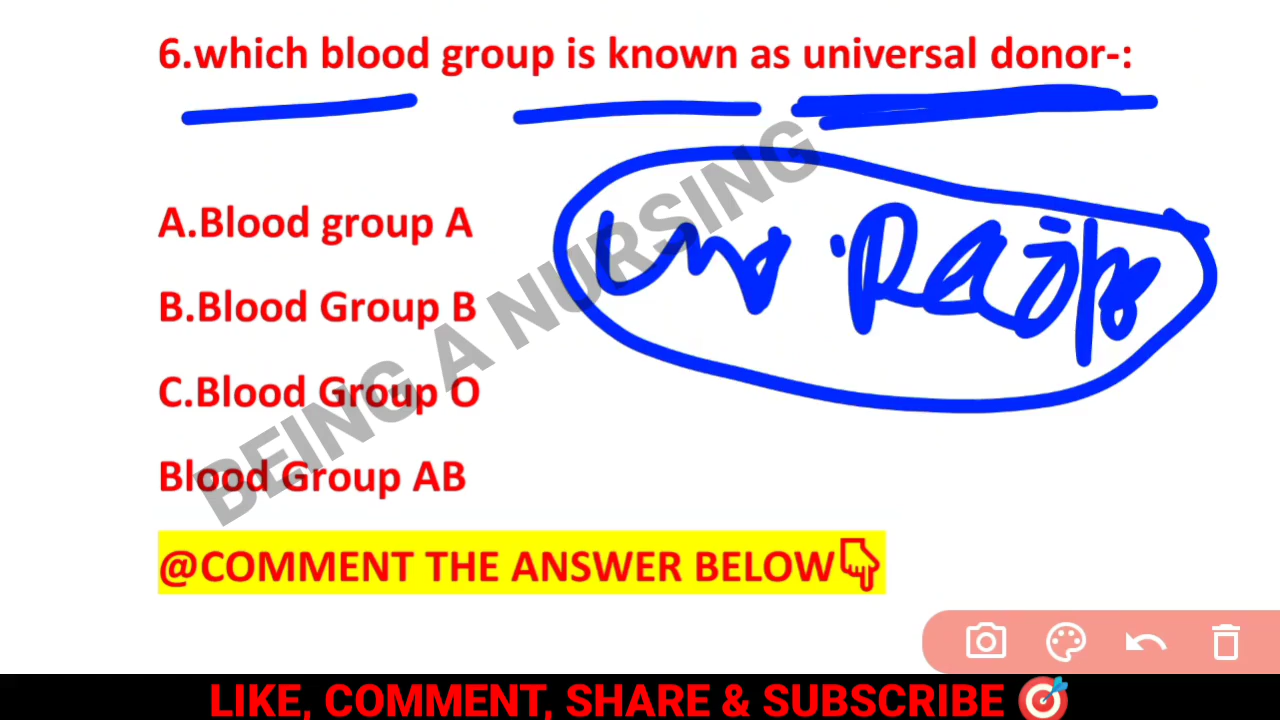 6.which blood group is known as universal donor-:
A.Blood group A
B.Blood Group B
C.Blood Group O
Blood Group AB
BEING A NURSING
@COMMENT THE ANSWER BELOW
LIKE, COMMENT, SHARE & SUBSCRIBE